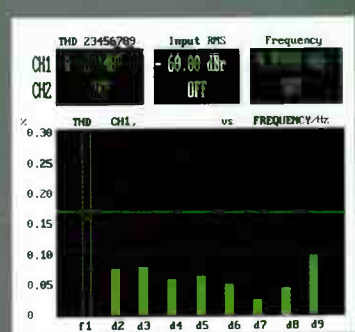 THD 23456789 Input RMS Frequency
CH1 - 60.00 dBr
CH2 OFF
% THD CH1, vs FREQUENCY/Hz
0.30
0.25
0.20
0.15
0.10
0.05
0
f1 d2 d3 d4 d5 d6 d7 d8 d9